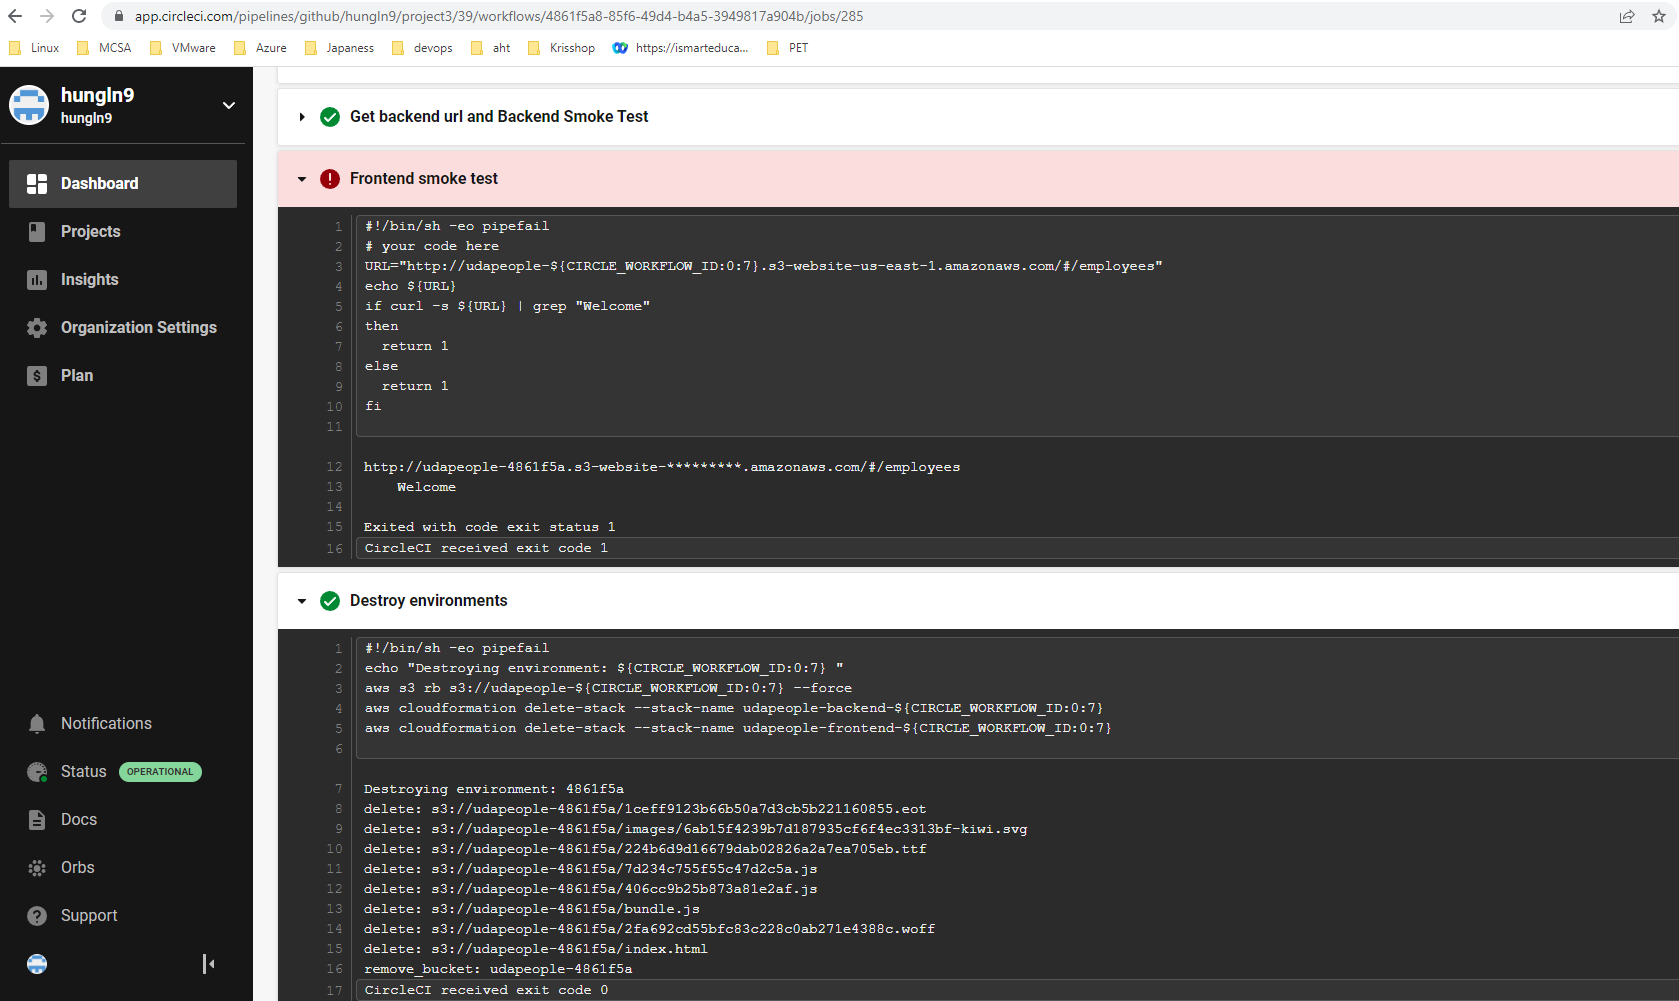 app.circleci.com/pipelines/github/hungln9/project3/39/workflows/4861f5a8-85f6-49d4-b4a5-3949817a904b/jobs/285
Linux MCSA VMware Azure Japaness devops aht Krisshop https://ismarteduca... PET
hungln9
hungln9
Dashboard
Projects
Insights
Organization Settings
Plan
Notifications
Status OPERATIONAL
Docs
Orbs
Support
Get backend url and Backend Smoke Test
Frontend smoke test
1 #!/bin/sh -eo pipefail
2 # your code here
3 URL="http://udapeople-${CIRCLE_WORKFLOW_ID:0:7}.s3-website-us-east-1.amazonaws.com/#/employees"
4 echo ${URL}
5 if curl -s ${URL} | grep "Welcome"
6 then
7 return 1
8 else
9 return 1
10 fi
11
12 http://udapeople-4861f5a.s3-website-*********.amazonaws.com/#/employees
13 Welcome
14
15 Exited with code exit status 1
16 CircleCI received exit code 1
Destroy environments
1 #!/bin/sh -eo pipefail
2 echo "Destroying environment: ${CIRCLE_WORKFLOW_ID:0:7} "
3 aws s3 rb s3://udapeople-${CIRCLE_WORKFLOW_ID:0:7} --force
4 aws cloudformation delete-stack --stack-name udapeople-backend-${CIRCLE_WORKFLOW_ID:0:7}
5 aws cloudformation delete-stack --stack-name udapeople-frontend-${CIRCLE_WORKFLOW_ID:0:7}
6
7 Destroying environment: 4861f5a
8 delete: s3://udapeople-4861f5a/1ceff9123b66b50a7d3cb5b221160855.eot
9 delete: s3://udapeople-4861f5a/images/6ab15f4239b7d187935cf6f4ec3313bf-kiwi.svg
10 delete: s3://udapeople-4861f5a/224b6d9d16679dab02826a2a7ea705eb.ttf
11 delete: s3://udapeople-4861f5a/7d234c755f55c47d2c5a.js
12 delete: s3://udapeople-4861f5a/406cc9b25b873a81e2af.js
13 delete: s3://udapeople-4861f5a/bundle.js
14 delete: s3://udapeople-4861f5a/2fa692cd55bfc83c228c0ab271e4388c.woff
15 delete: s3://udapeople-4861f5a/index.html
16 remove_bucket: udapeople-4861f5a
17 CircleCI received exit code 0